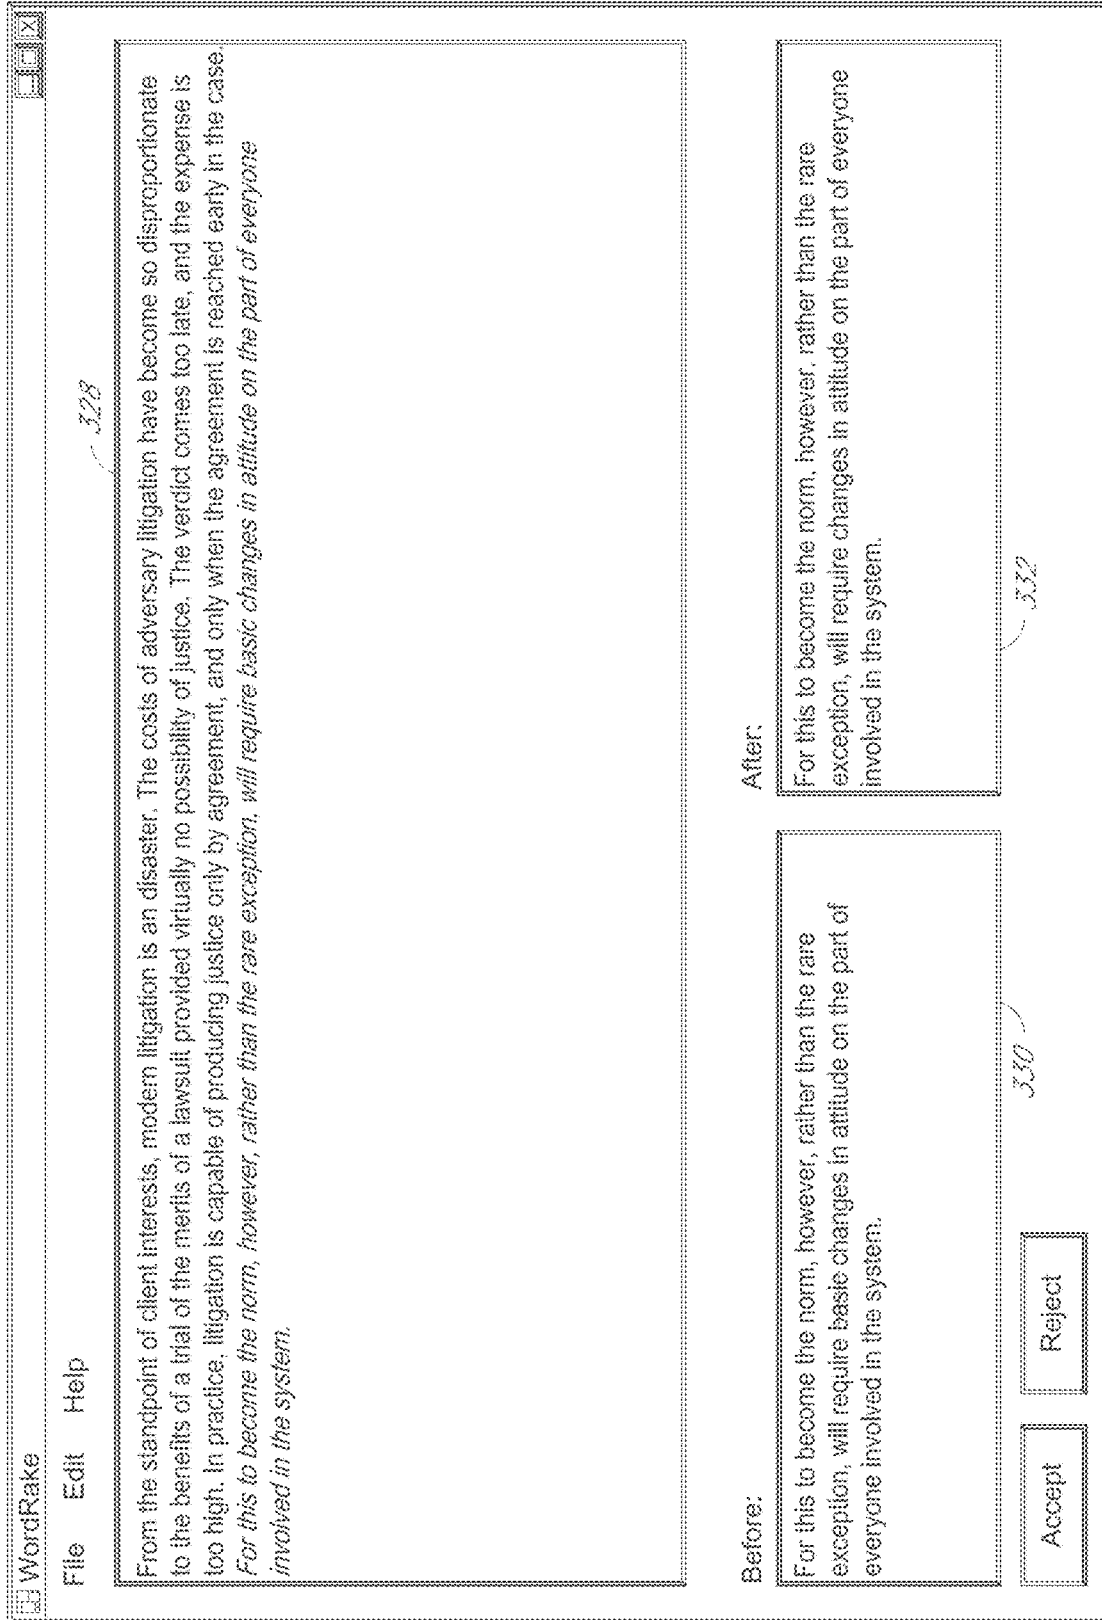 WordRake
File Edit Help
328
From the standpoint of client interests, modern litigation is an disaster. The costs of adversary litigation have become so disproportionate
to the benefits of a trial of the merits of a lawsuit provided virtually no possibility of justice. The verdict comes too late, and the expense is
too high. In practice, litigation is capable of producing justice only by agreement, and only when the agreement is reached early in the case.
For this to become the norm, however, rather than the rare exception, will require basic changes in attitude on the part of everyone
involved in the system.
Before:
For this to become the norm, however, rather than the rare
exception, will require basic changes in attitude on the part of
everyone involved in the system.
330
After:
For this to become the norm, however, rather than the rare
exception, will require changes in attitude on the part of everyone
involved in the system.
332
Accept
Reject